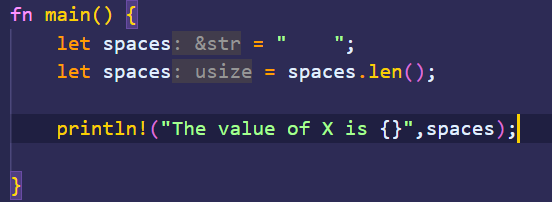 fn main() {
    let spaces: &str = "    ";
    let spaces: usize = spaces.len();
    println!("The value of X is {}",spaces);
}